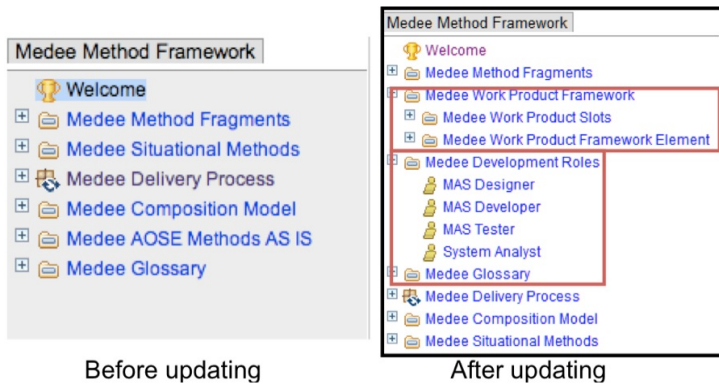 Medee Method Framework
Welcome
Medee Method Fragments
Medee Situational Methods
Medee Delivery Process
Medee Composition Model
Medee AOSE Methods AS IS
Medee Glossary
Before updating
Medee Method Framework
Welcome
Medee Method Fragments
Medee Work Product Framework
Medee Work Product Slots
Medee Work Product Framework Element
Medee Development Roles
MAS Designer
MAS Developer
MAS Tester
System Analyst
Medee Glossary
Medee Delivery Process
Medee Composition Model
Medee Situational Methods
After updating